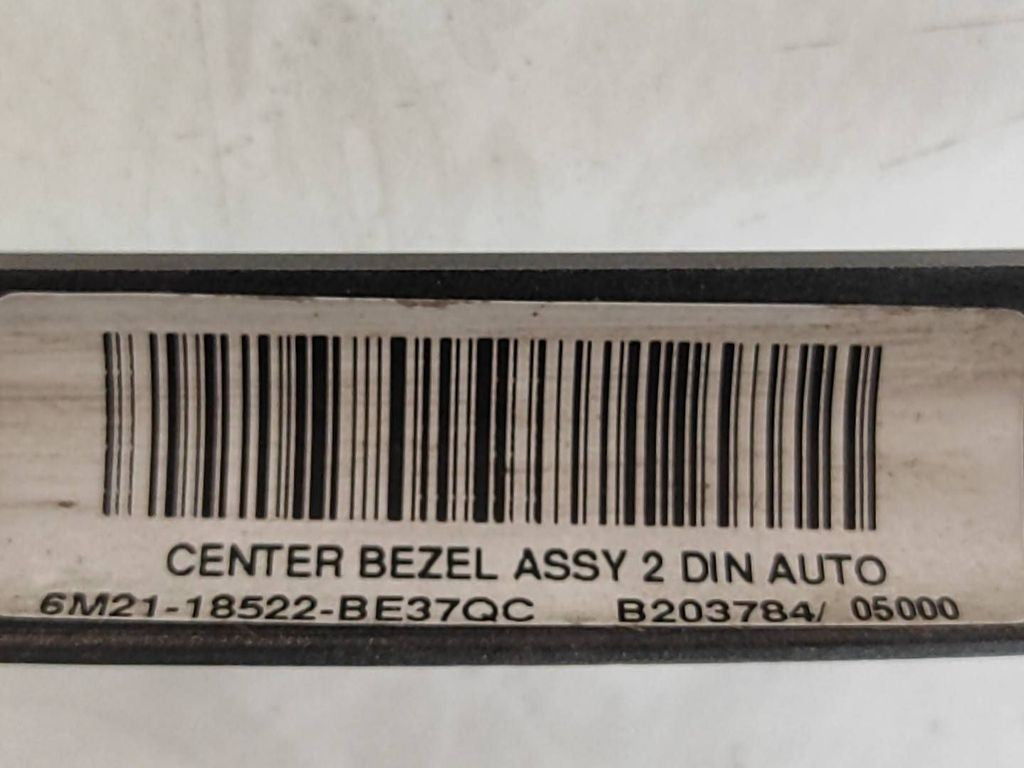 CENTER BEZEL ASSY 2 DIN AUTO
6M21-18522-BE37QC B203784/ 05000